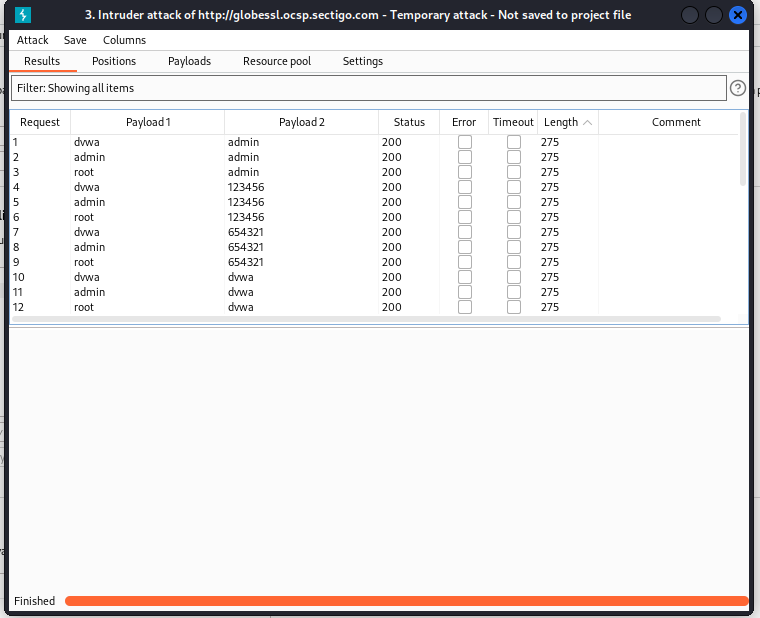 3. Intruder attack of http://globessl.ocsp.sectigo.com - Temporary attack - Not saved to project file
Attack Save Columns
Results Positions Payloads Resource pool Settings
Filter: Showing all items
?
Request Payload 1 Payload 2 Status Error Timeout Length Comment
1 dvwa admin 200 275
2 admin admin 200 275
3 root admin 200 275
4 dvwa 123456 200 275
5 admin 123456 200 275
6 root 123456 200 275
7 dvwa 654321 200 275
8 admin 654321 200 275
9 root 654321 200 275
10 dvwa dvwa 200 275
11 admin dvwa 200 275
12 root dvwa 200 275
Finished